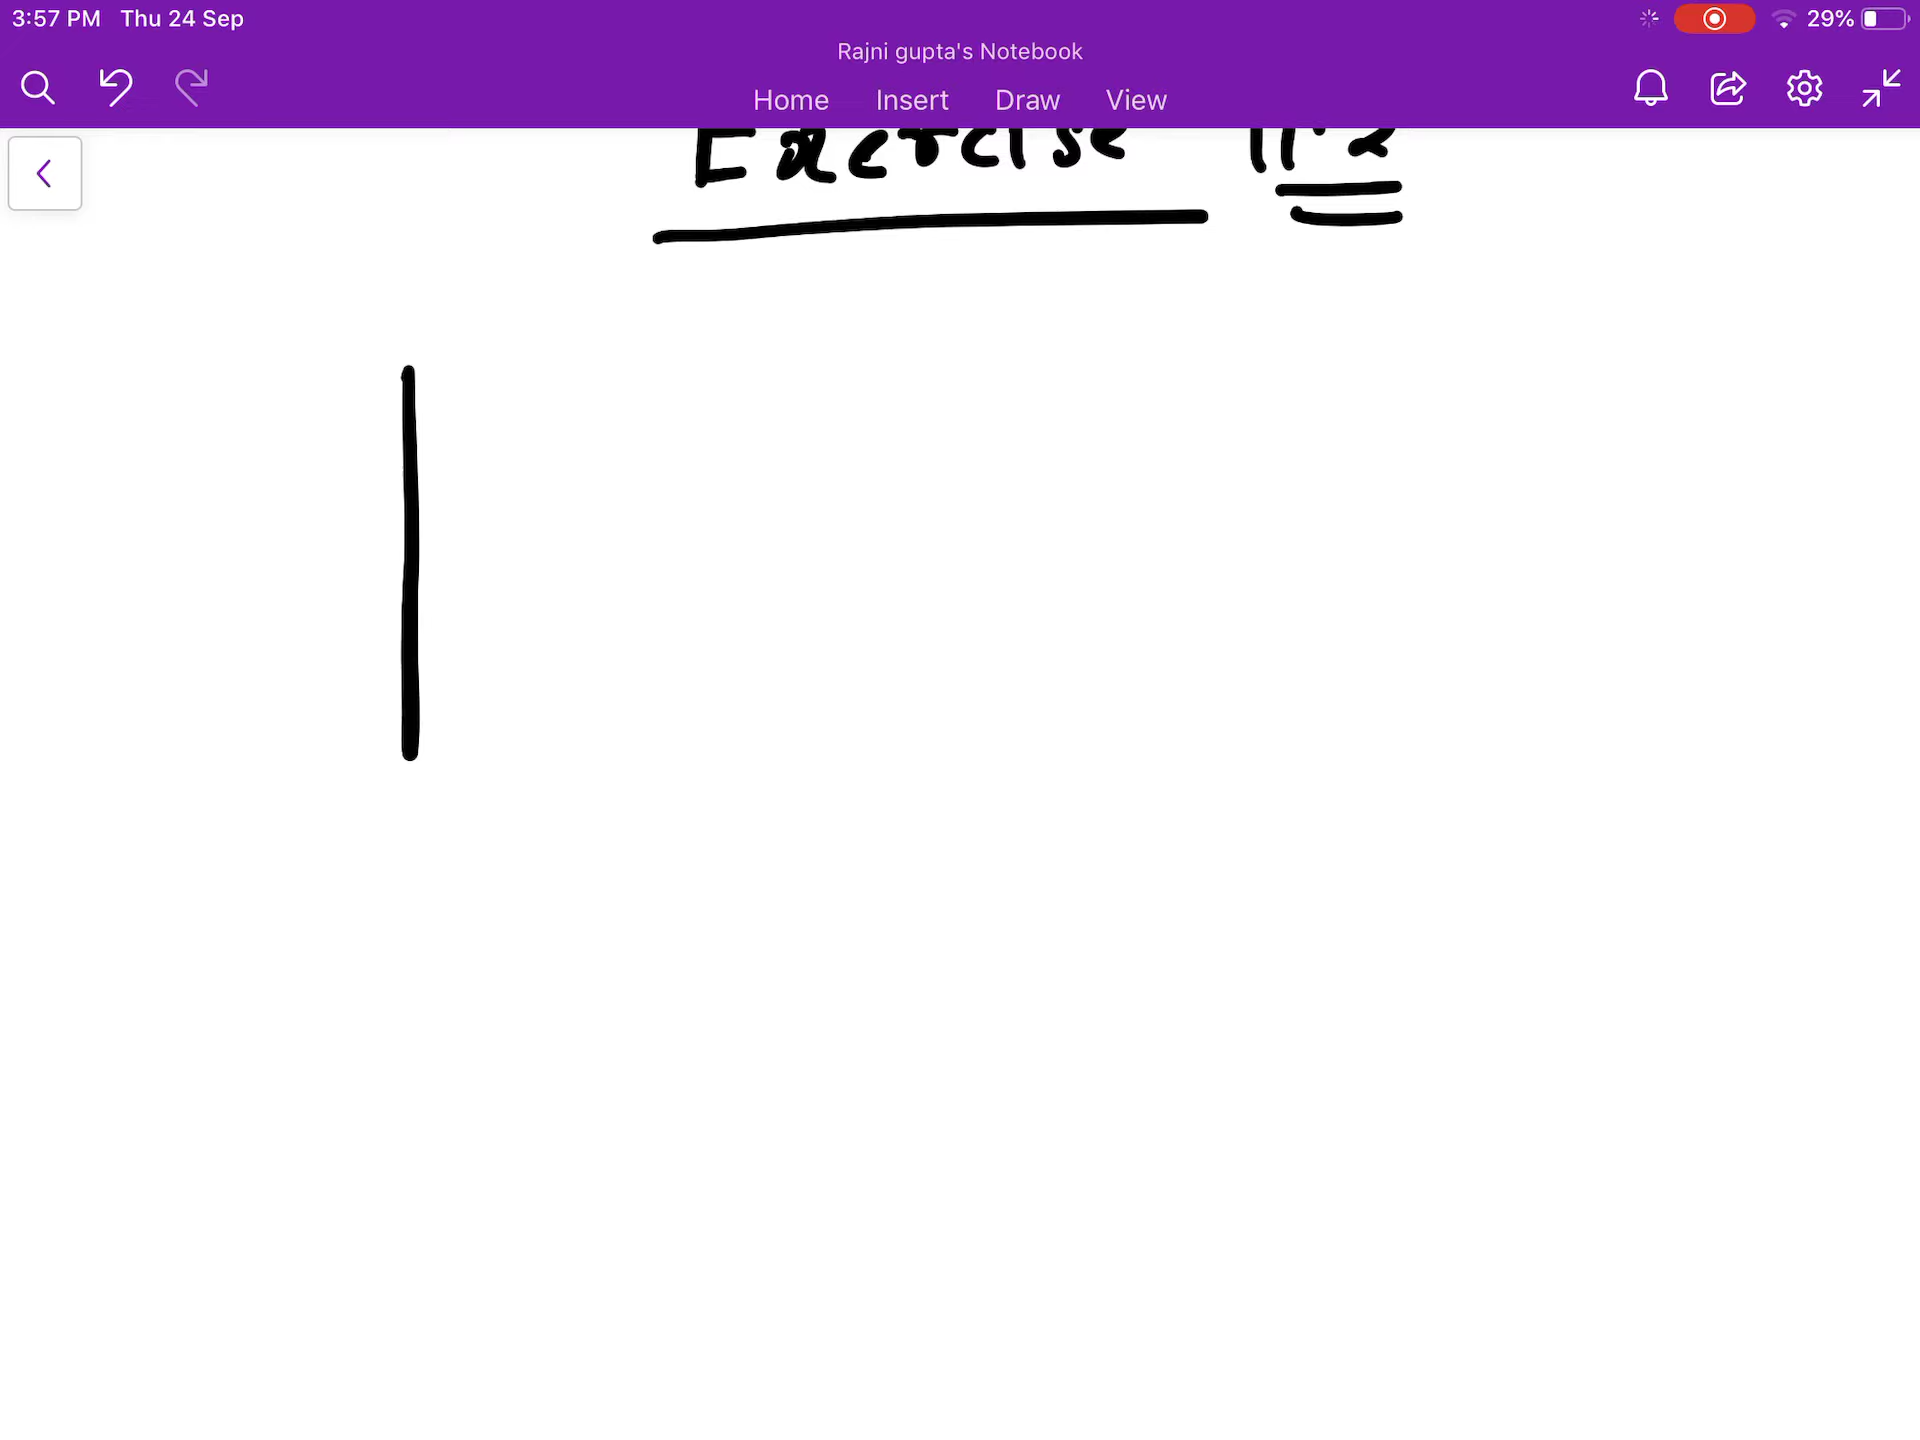 3:57 PM Thu 24 Sep 29%
Rajni gupta's Notebook
Home Insert Draw View
Exercise 11.2